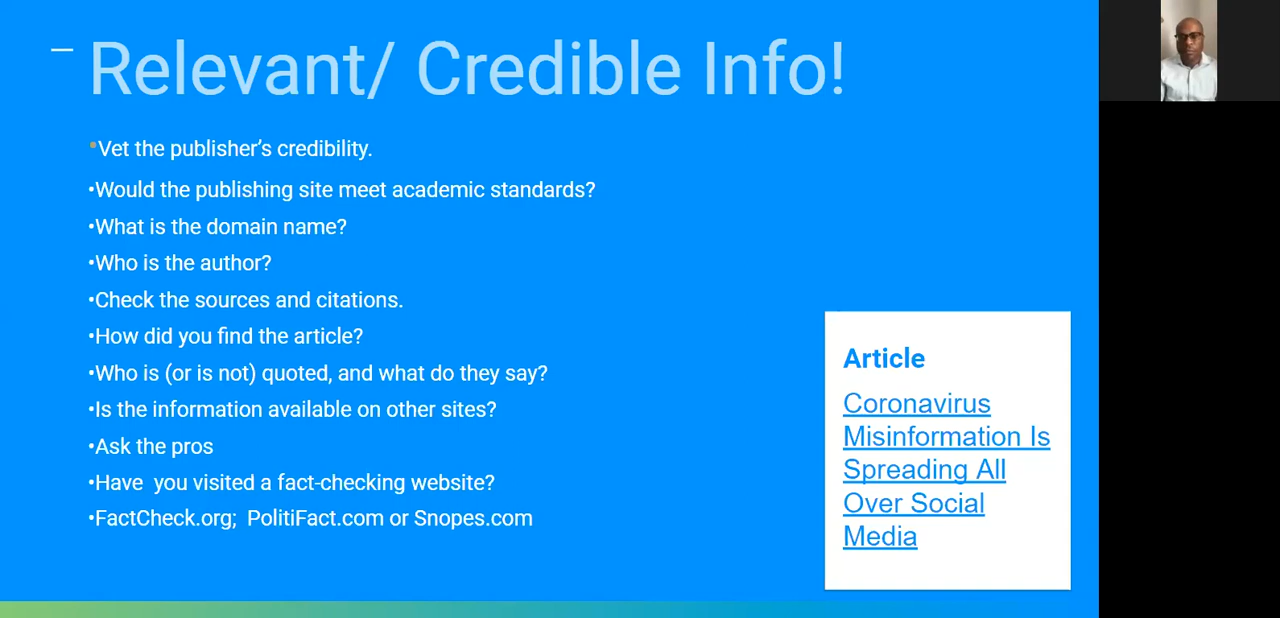 Relevant/ Credible Info!
•Vet the publisher’s credibility.
•Would the publishing site meet academic standards?
•What is the domain name?
•Who is the author?
•Check the sources and citations.
•How did you find the article?
•Who is (or is not) quoted, and what do they say?
•Is the information available on other sites?
•Ask the pros
•Have  you visited a fact-checking website?
•FactCheck.org;  PolitiFact.com or Snopes.com
Article
Coronavirus
Misinformation Is
Spreading All
Over Social
Media